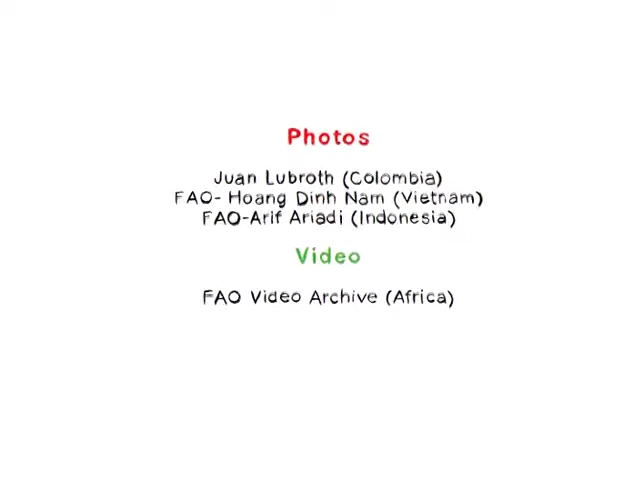 Photos
Juan Lubroth (Colombia)
FAO- Hoang Dinh Nam (Vietnam)
FAO-Arif Ariadi (Indonesia)
Video
FAO Video Archive (Africa)